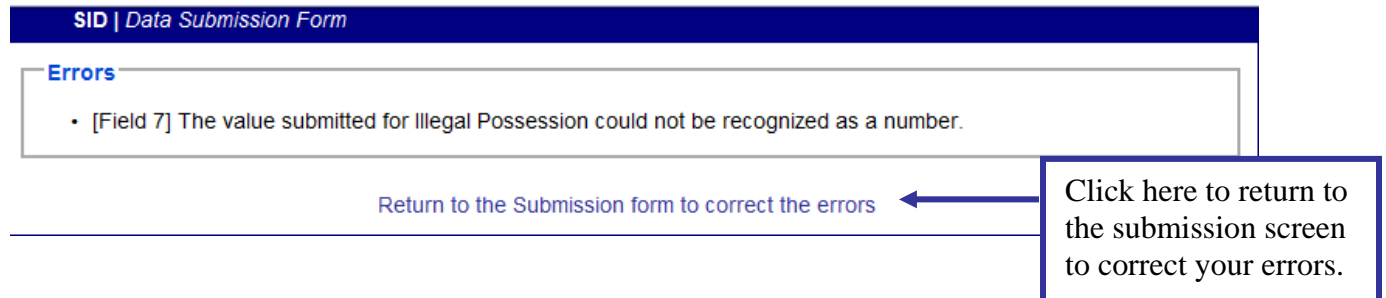 SID | Data Submission Form
Errors
• [Field 7] The value submitted for Illegal Possession could not be recognized as a number.
Return to the Submission form to correct the errors
Click here to return to
the submission screen
to correct your errors.